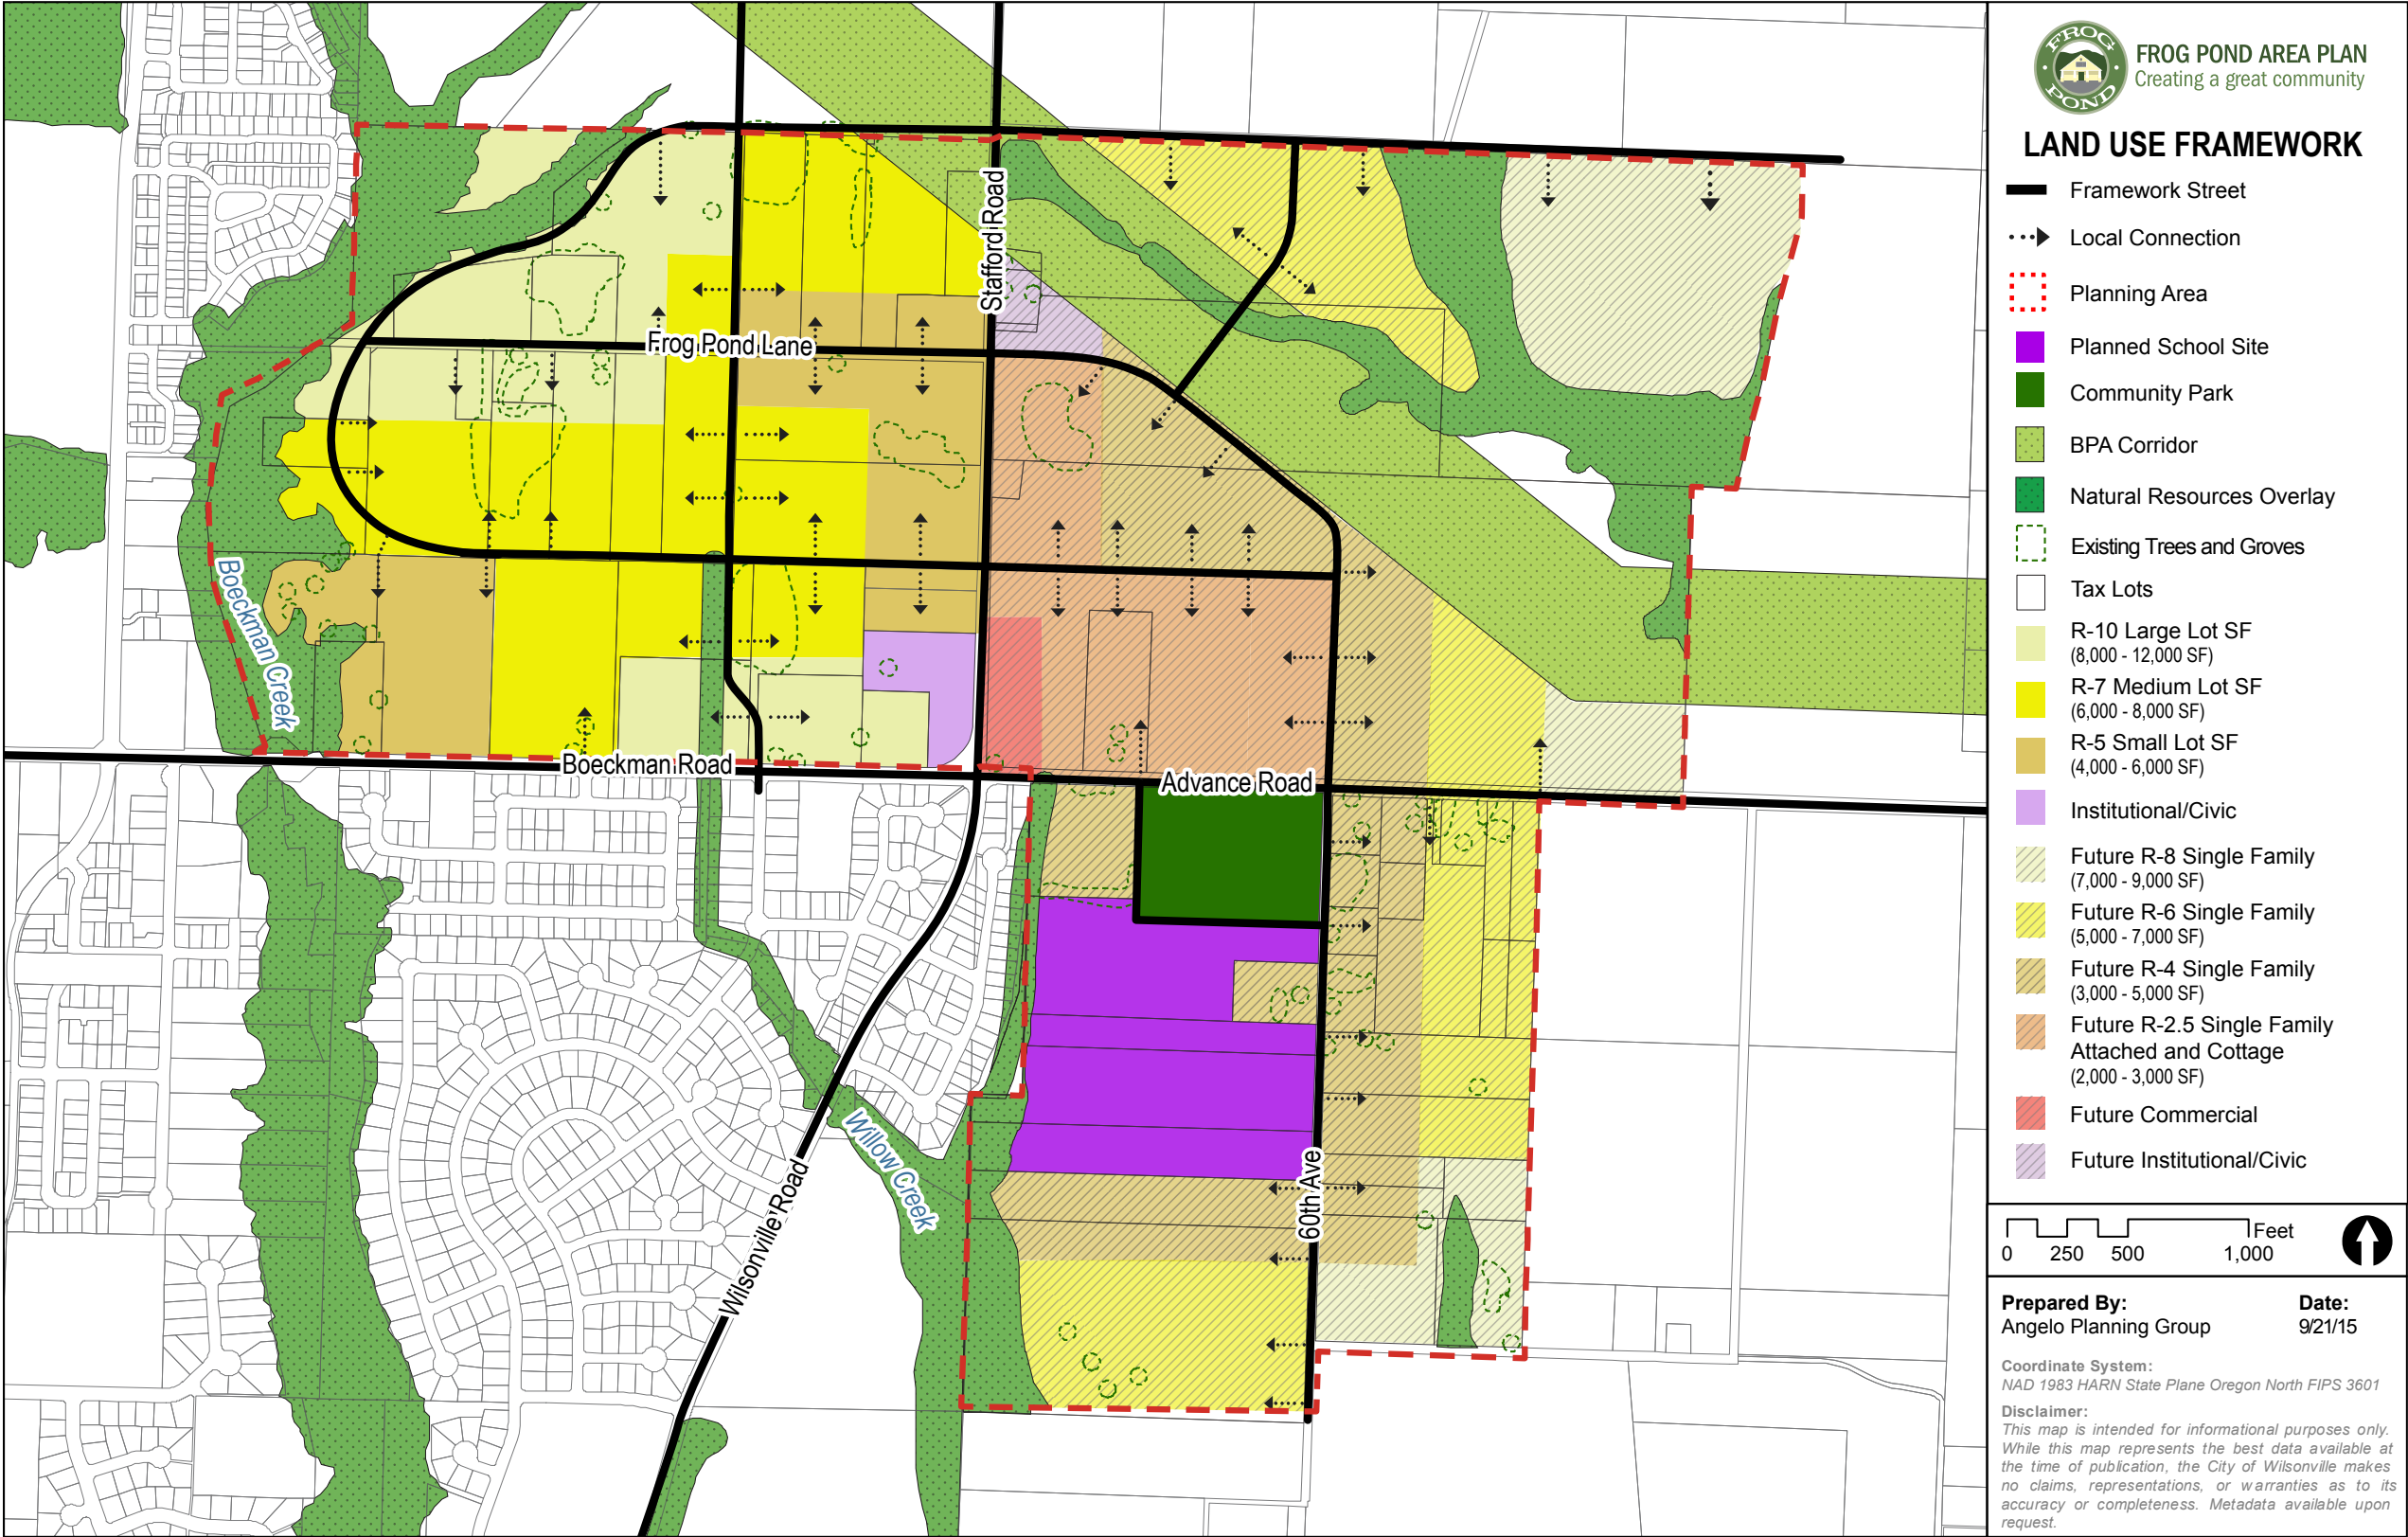 FROG POND
FROG POND AREA PLAN
Creating a great community
LAND USE FRAMEWORK
Framework Street
Local Connection
Planning Area
Planned School Site
Community Park
BPA Corridor
Natural Resources Overlay
Existing Trees and Groves
Tax Lots
R-10 Large Lot SF
(8,000 - 12,000 SF)
R-7 Medium Lot SF
(6,000 - 8,000 SF)
R-5 Small Lot SF
(4,000 - 6,000 SF)
Institutional/Civic
Future R-8 Single Family
(7,000 - 9,000 SF)
Future R-6 Single Family
(5,000 - 7,000 SF)
Future R-4 Single Family
(3,000 - 5,000 SF)
Future R-2.5 Single Family
Attached and Cottage
(2,000 - 3,000 SF)
Future Commercial
Future Institutional/Civic
Feet
0 250 500 1,000
Prepared By:
Angelo Planning Group
Date:
9/21/15
Coordinate System:
NAD 1983 HARN State Plane Oregon North FIPS 3601
Disclaimer:
This map is intended for informational purposes only.
While this map represents the best data available at
the time of publication, the City of Wilsonville makes
no claims, representations, or warranties as to its
accuracy or completeness. Metadata available upon
request.
Stafford Road
Frog Pond Lane
Boeckman Creek
Boeckman Road
Advance Road
Willow Creek
Wilsonville Road
60th Ave